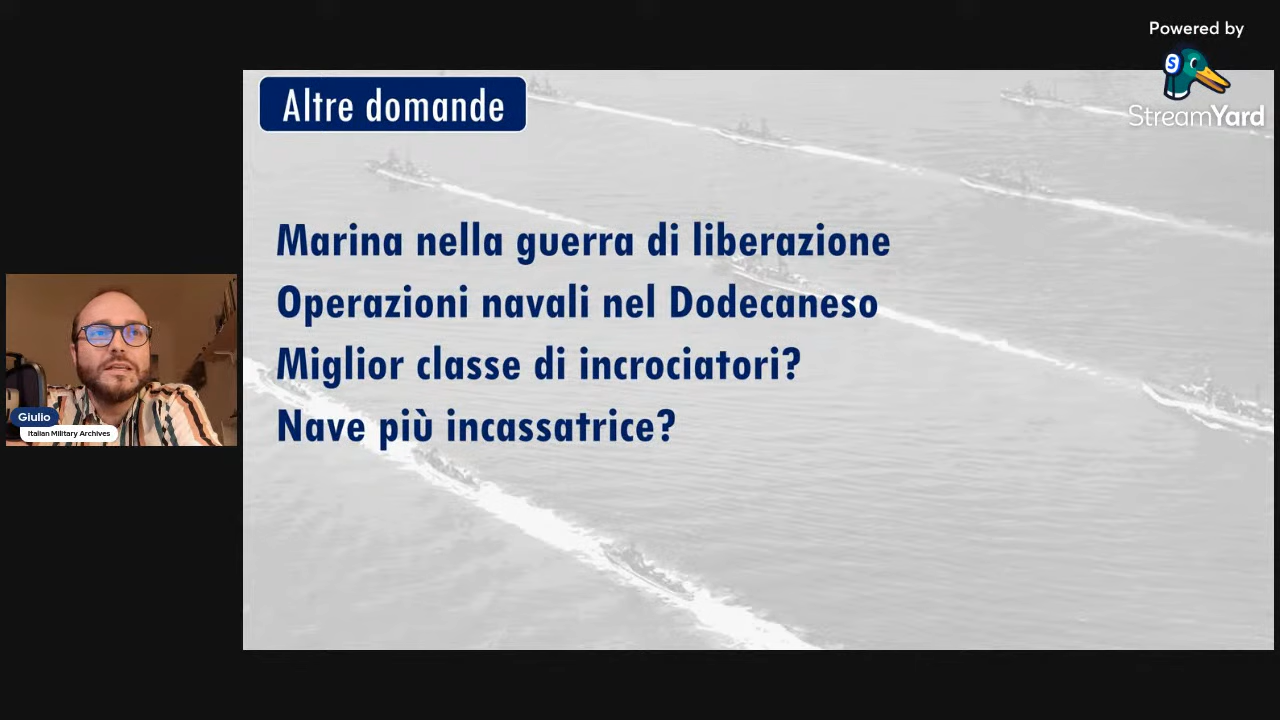 Powered by
StreamYard
Altre domande
Marina nella guerra di liberazione
Operazioni navali nel Dodecaneso
Miglior classe di incrociatori?
Nave più incassatrice?
Giulio
Italian Military Archives